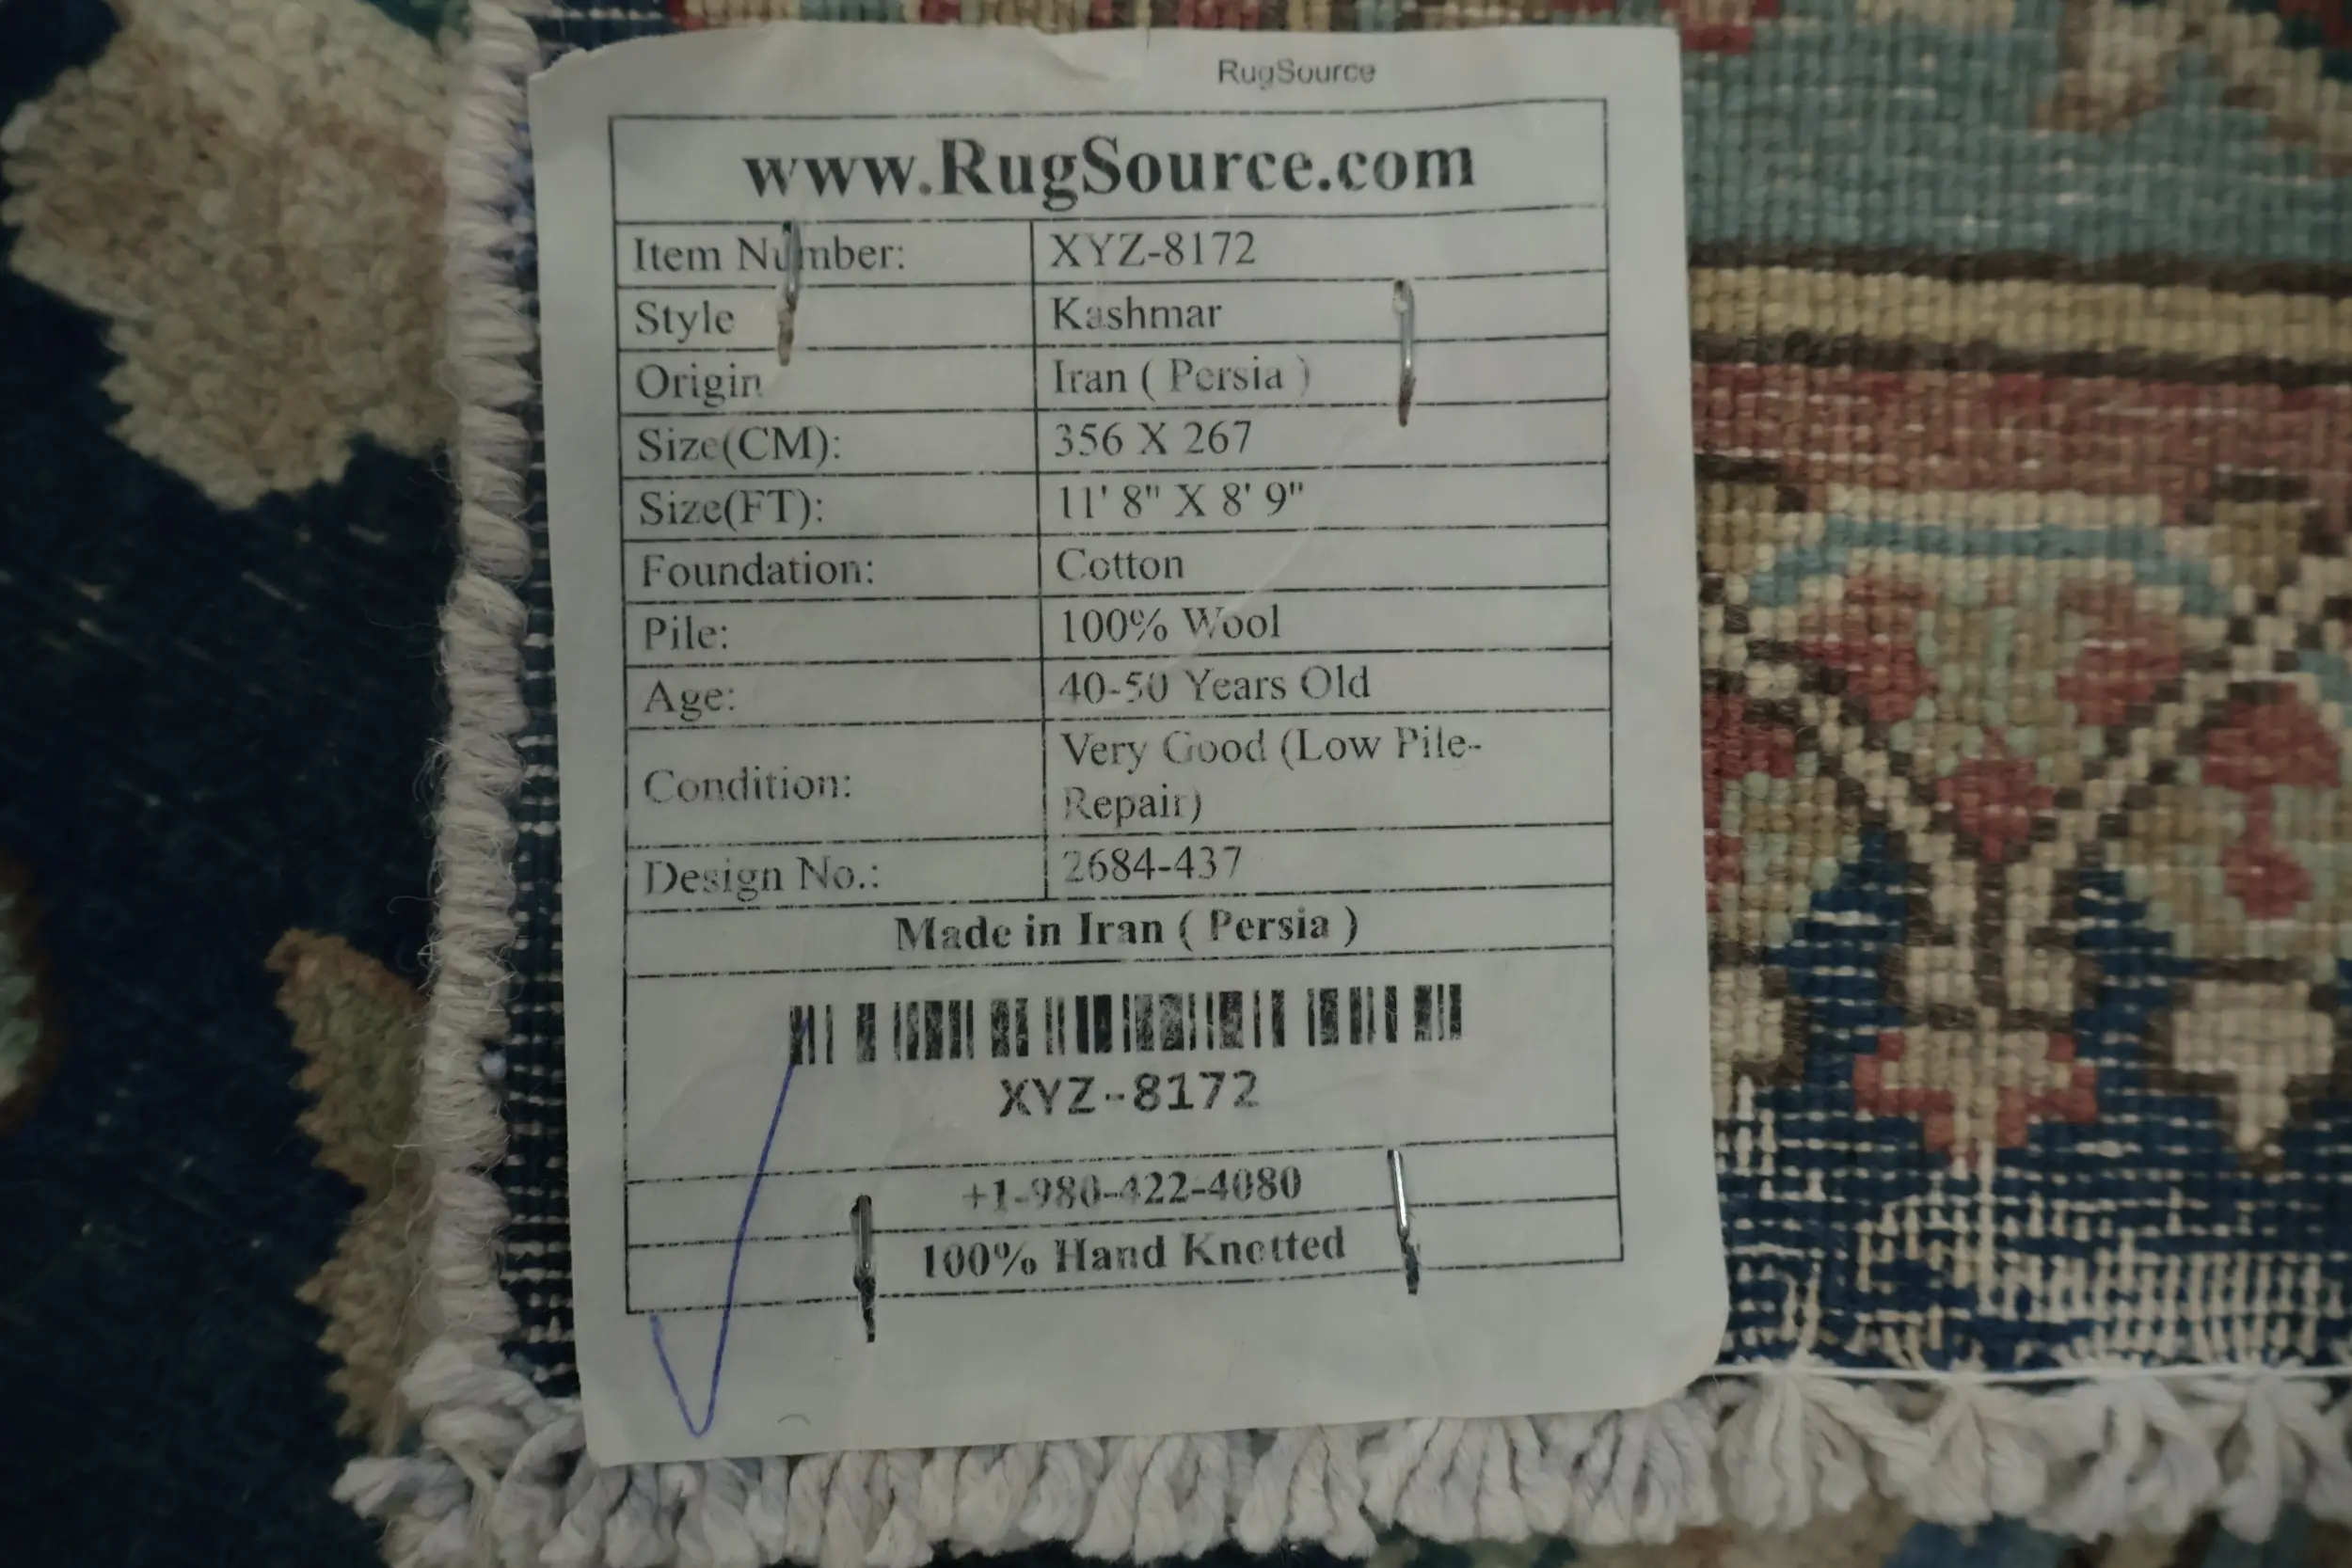 RugSource
www.RugSource.com
Item Number: XYZ-8172
Style Kashmar
Origin Iran ( Persia )
Size(CM): 356 X 267
Size(FT): 11' 8" X 8' 9"
Foundation: Cotton
Pile: 100% Wool
Age: 40-50 Years Old
Condition: Very Good (Low Pile-
Repair)
Design No.: 2684-437
Made in Iran ( Persia )
XYZ-8172
+1-980-422-4080
100% Hand Knotted